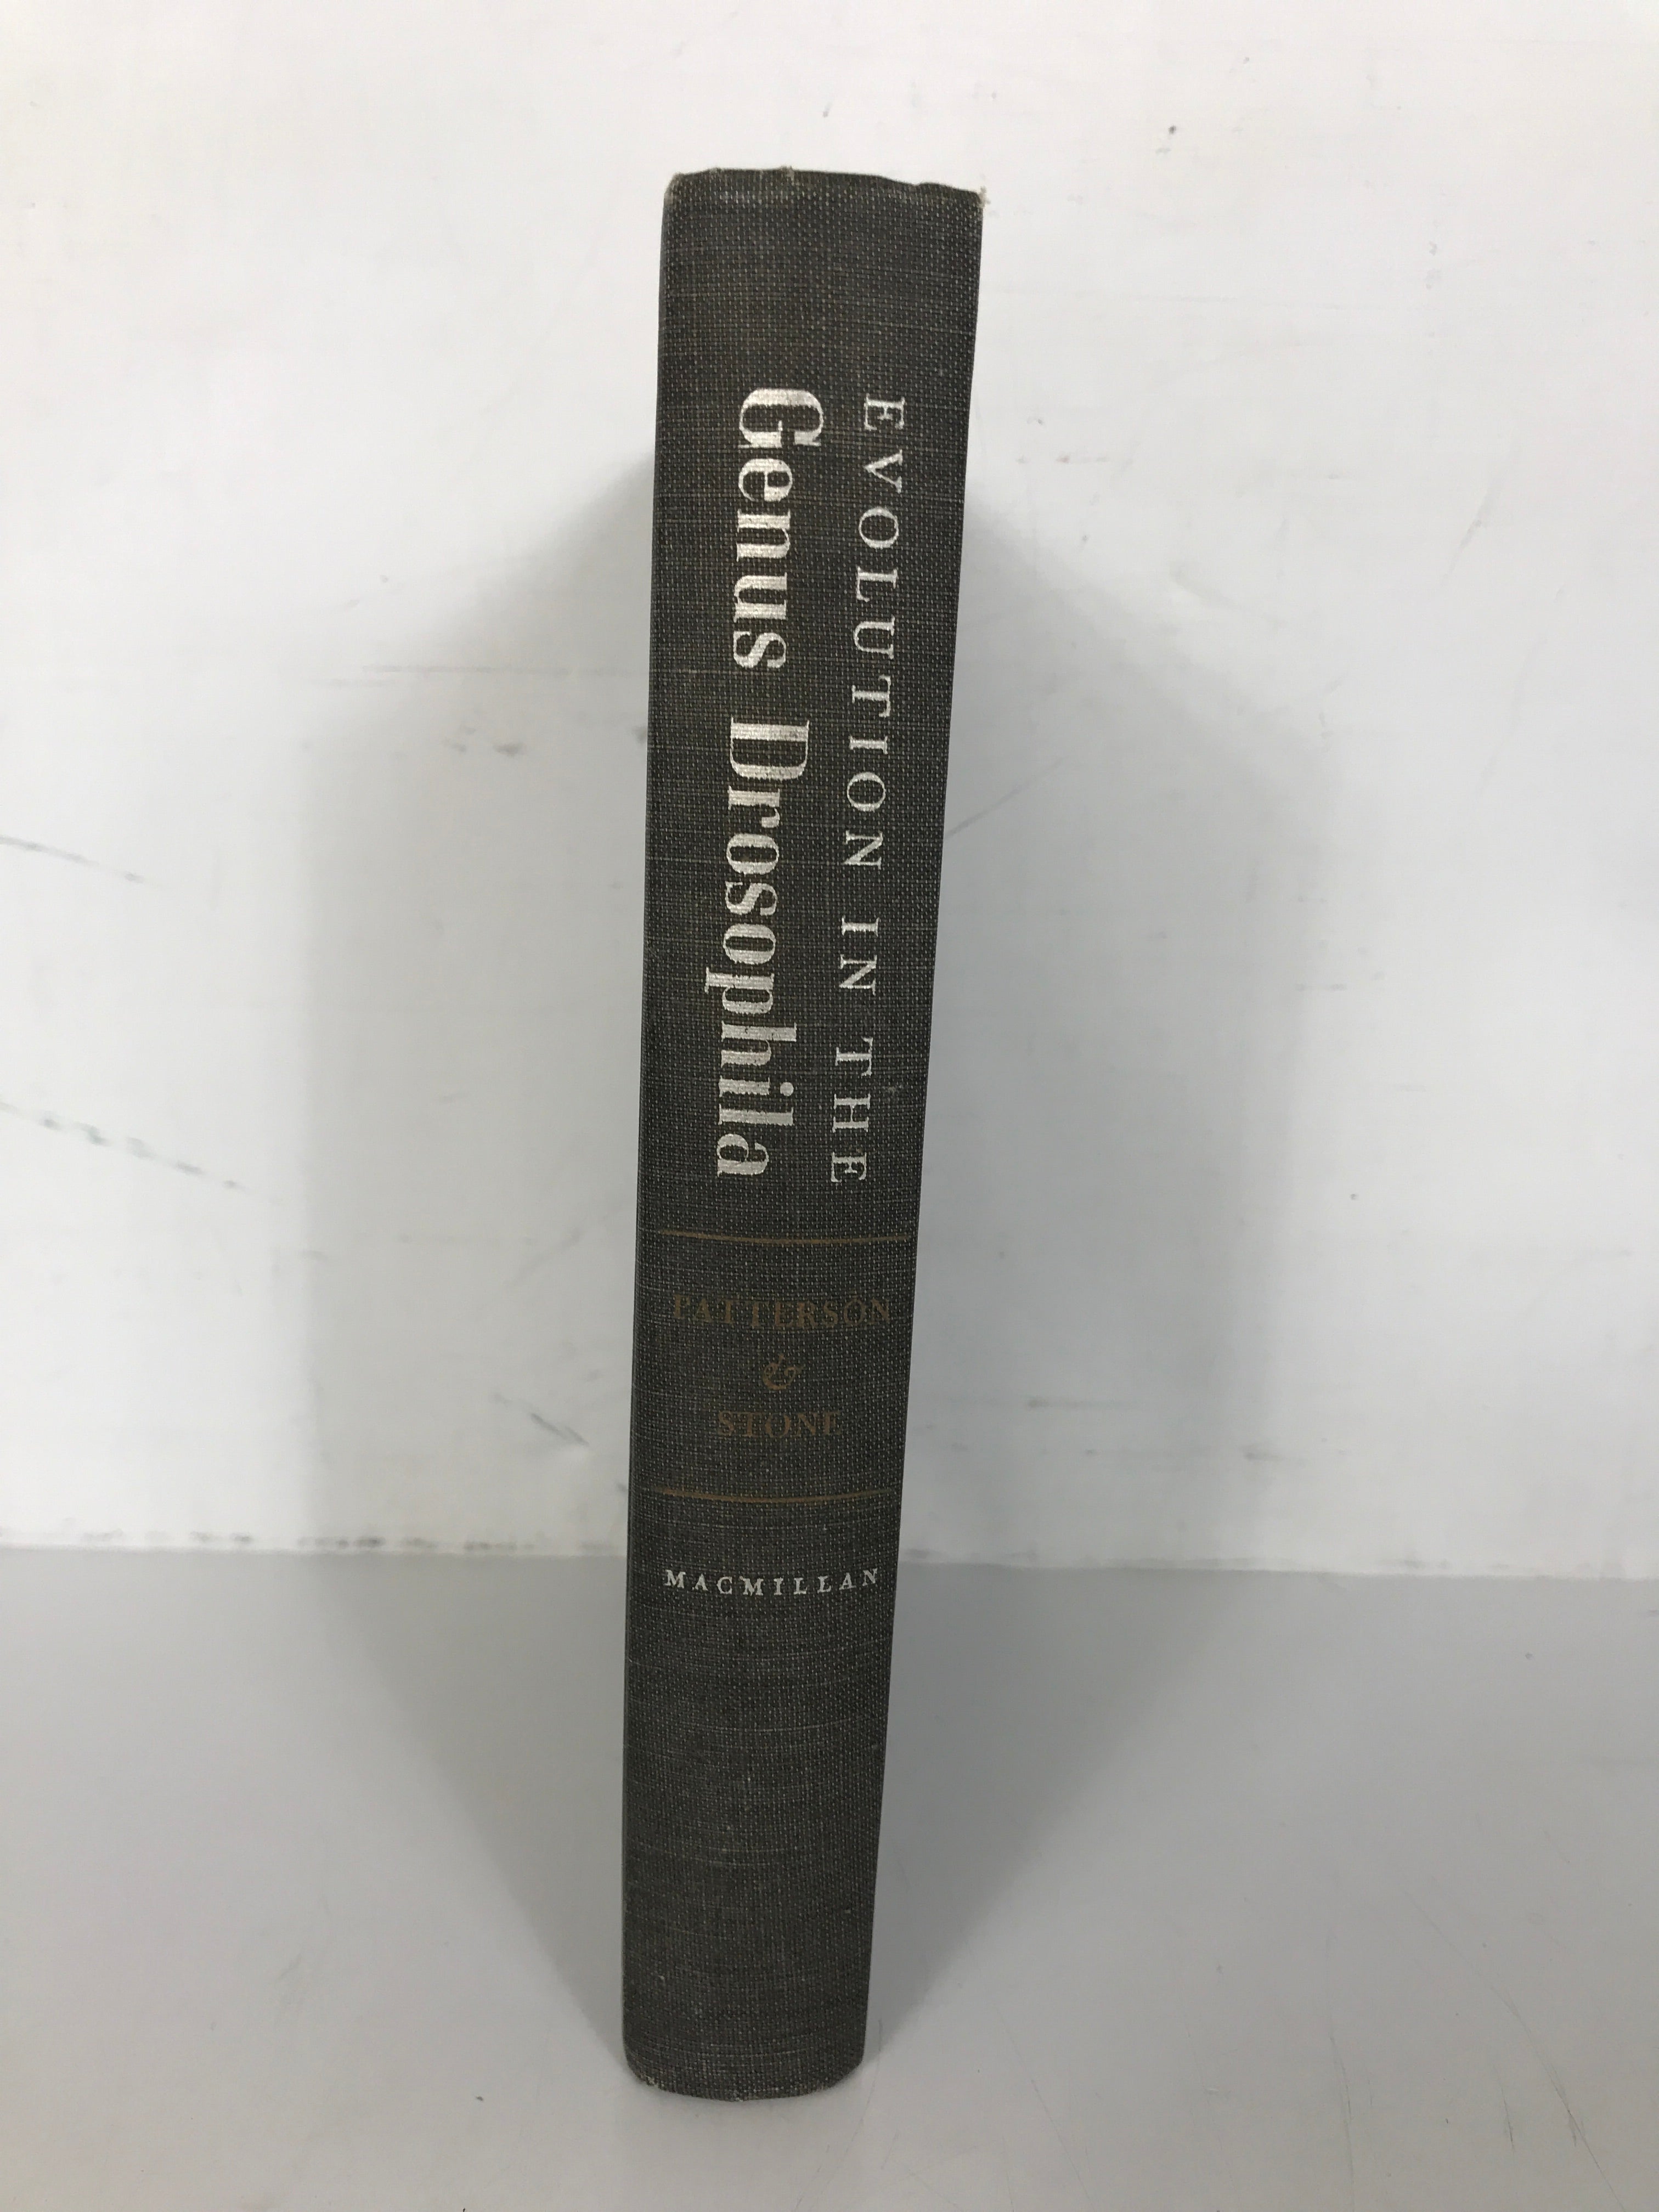 EVOLUTION IN THE
Genus Drosophila
PATTERSON
&
STONE
MACMILLAN